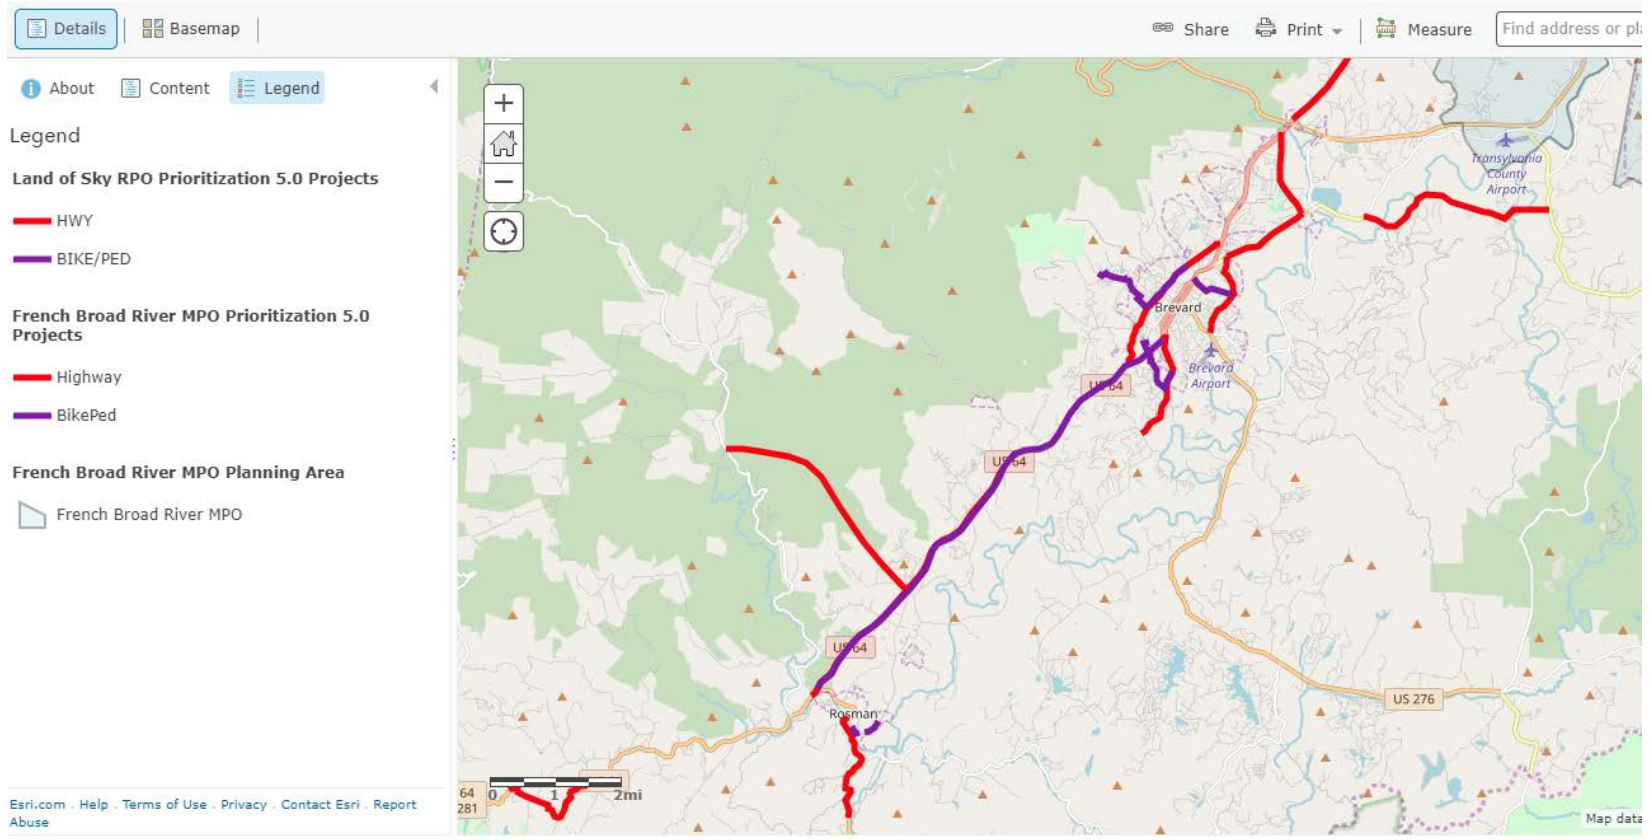 Details
Basemap
Share
Print
Measure
Find address or pla
About
Content
Legend
Legend
Land of Sky RPO Prioritization 5.0 Projects
HWY
BIKE/PED
French Broad River MPO Prioritization 5.0
Projects
Highway
BikePed
French Broad River MPO Planning Area
French Broad River MPO
Esri.com . Help . Terms of Use . Privacy . Contact Esri . Report
Abuse
Transylvania
County
Airport
Brevard
Brevard
Airport
US 64
US 64
US 64
US 276
Rosman
64
281
0 1 2mi
Map data